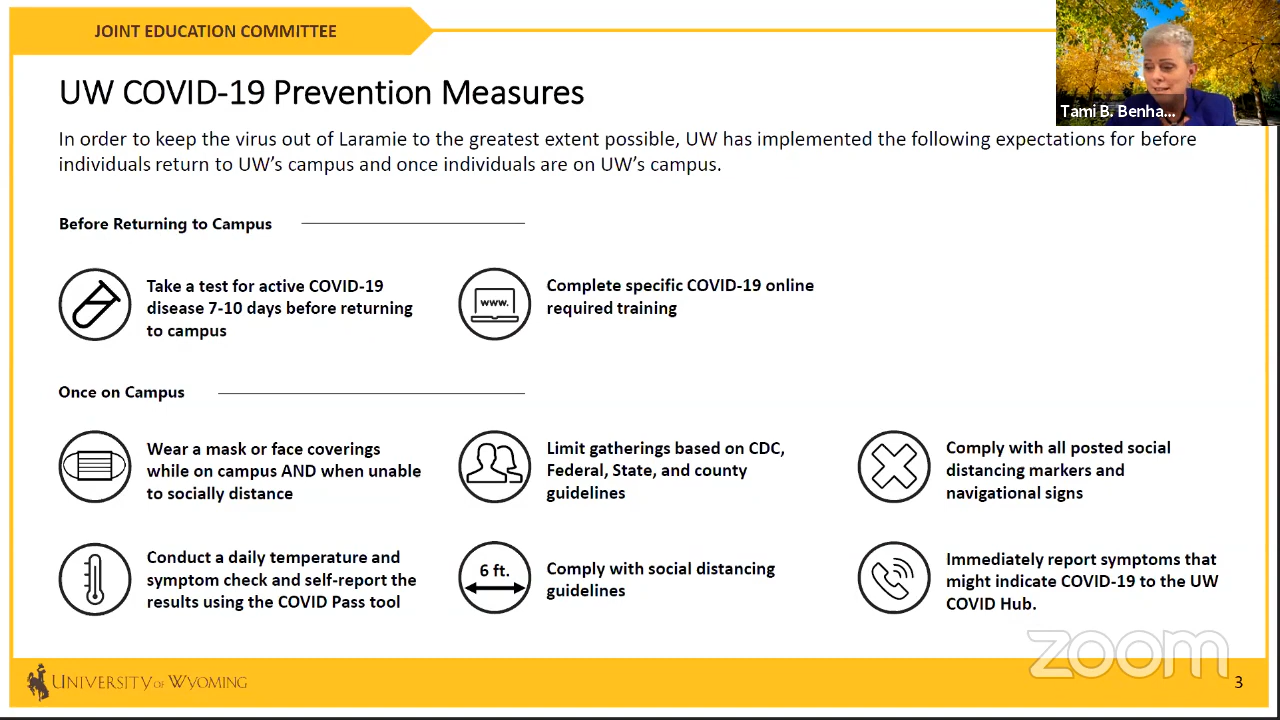 JOINT EDUCATION COMMITTEE
Tami B. Benha...
UW COVID-19 Prevention Measures
In order to keep the virus out of Laramie to the greatest extent possible, UW has implemented the following expectations for before
individuals return to UW’s campus and once individuals are on UW’s campus.
Before Returning to Campus
Take a test for active COVID-19
disease 7-10 days before returning
to campus
www.
Complete specific COVID-19 online
required training
Once on Campus
Wear a mask or face coverings
while on campus AND when unable
to socially distance
Limit gatherings based on CDC,
Federal, State, and county
guidelines
Comply with all posted social
distancing markers and
navigational signs
Conduct a daily temperature and
symptom check and self-report the
results using the COVID Pass tool
6 ft.
Comply with social distancing
guidelines
Immediately report symptoms that
might indicate COVID-19 to the UW
COVID Hub.
zoom
UNIVERSITY OF WYOMING
3